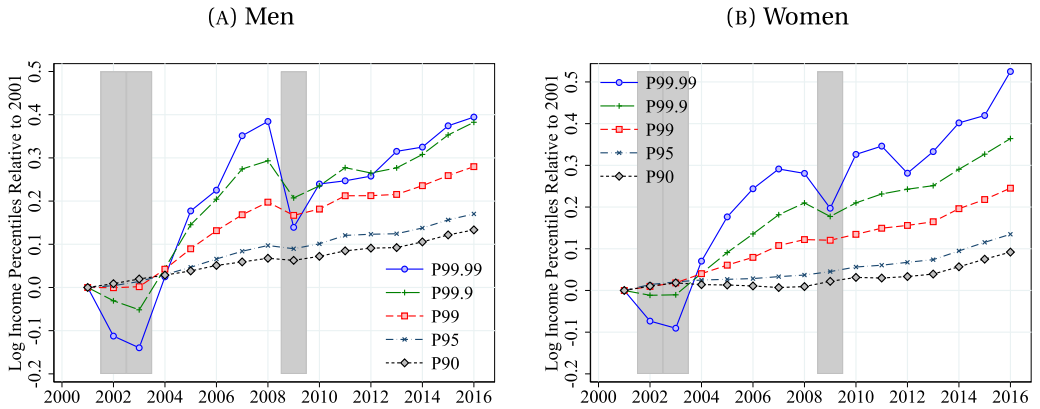 (A) Men
Log Income Percentiles Relative to 2001
0.5
0.4
0.3
0.2
0.1
0.0
-0.1
-0.2
P99.99
P99.9
P99
P95
P90
2000 2002 2004 2006 2008 2010 2012 2014 2016
(B) Women
Log Income Percentiles Relative to 2001
0.5
0.4
0.3
0.2
0.1
0.0
-0.1
-0.2
P99.99
P99.9
P99
P95
P90
2000 2002 2004 2006 2008 2010 2012 2014 2016